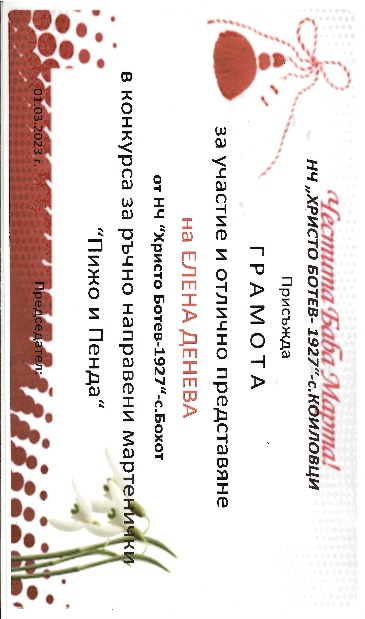 Честита Баба Марта!
НЧ „ХРИСТО БОТЕВ- 1927“-с.КОИЛОВЦИ
Присъжда
ГРАМОТА
за участие и отлично представяне
на ЕЛЕНА ДЕНЕВА
от НЧ “Христо Ботев-1927“-с.Бохот
в конкурса за ръчно направени мартенички
“Пижо и Пенда“
01.03.2023 г. Председател: